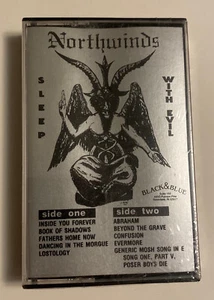 Northwinds
SLEEP
WITH EVIL
BLACK&BLUE
side one
INSIDE YOU FOREVER
BOOK OF SHADOWS
FATHERS HOME NOW
DANCING IN THE MORGUE
LOSTOLOGY
side two
ABRAHAM
BEYOND THE GRAVE
CONFUSION
EVERMORE
GENERIC MOSH SONG IN E
SONG ONE, PART V,
POSER BOYS DIE